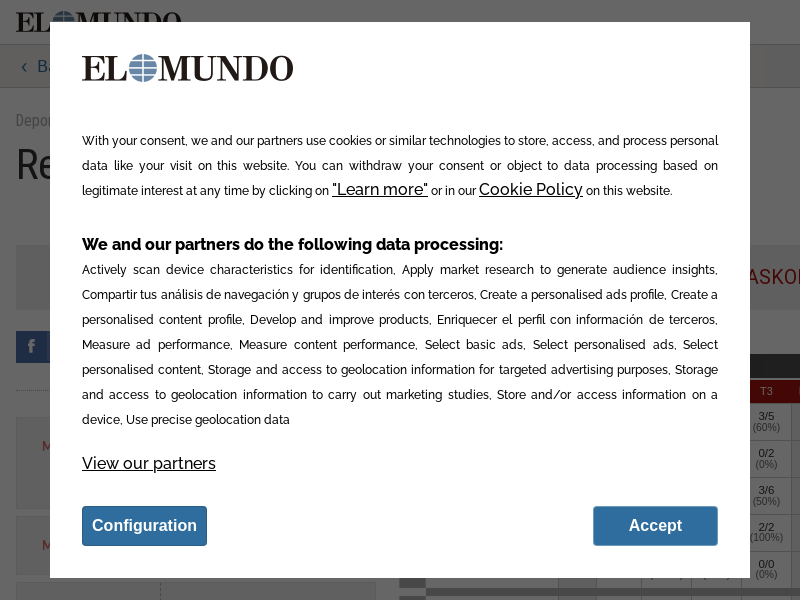 EL MUNDO
‹ Ba
Depor
Re
EL MUNDO
With your consent, we and our partners use cookies or similar technologies to store, access, and process personal
data like your visit on this website. You can withdraw your consent or object to data processing based on
legitimate interest at any time by clicking on "Learn more" or in our Cookie Policy on this website.
We and our partners do the following data processing:
Actively scan device characteristics for identification, Apply market research to generate audience insights,
Compartir tus análisis de navegación y grupos de interés con terceros, Create a personalised ads profile, Create a
personalised content profile, Develop and improve products, Enriquecer el perfil con información de terceros,
Measure ad performance, Measure content performance, Select basic ads, Select personalised ads, Select
personalised content, Storage and access to geolocation information for targeted advertising purposes, Storage
and access to geolocation information to carry out marketing studies, Store and/or access information on a
device, Use precise geolocation data
View our partners
Configuration
Accept
ASKO
f
T3
3/5
(60%)
M
0/2
(0%)
3/6
(50%)
2/2
(100%)
M
0/0
(0%)